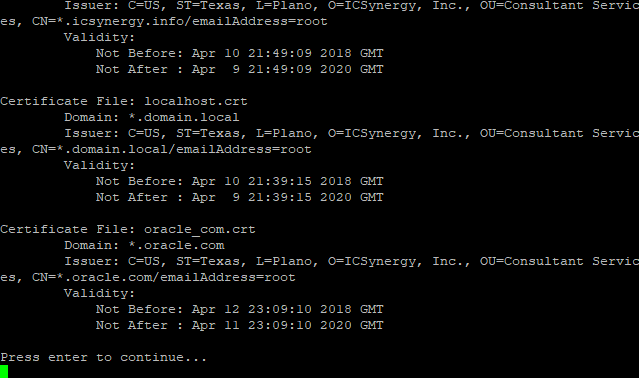 Issuer: C=US, ST=Texas, L=Plano, O=ICSynergy, Inc., OU=Consultant Servic
es, CN=*.icsynergy.info/emailAddress=root
        Validity:
            Not Before: Apr 10 21:49:09 2018 GMT
            Not After : Apr  9 21:49:09 2020 GMT

Certificate File: localhost.crt
        Domain: *.domain.local
        Issuer: C=US, ST=Texas, L=Plano, O=ICSynergy, Inc., OU=Consultant Servic
es, CN=*.domain.local/emailAddress=root
        Validity:
            Not Before: Apr 10 21:39:15 2018 GMT
            Not After : Apr  9 21:39:15 2020 GMT

Certificate File: oracle_com.crt
        Domain: *.oracle.com
        Issuer: C=US, ST=Texas, L=Plano, O=ICSynergy, Inc., OU=Consultant Servic
es, CN=*.oracle.com/emailAddress=root
        Validity:
            Not Before: Apr 12 23:09:10 2018 GMT
            Not After : Apr 11 23:09:10 2020 GMT

Press enter to continue...